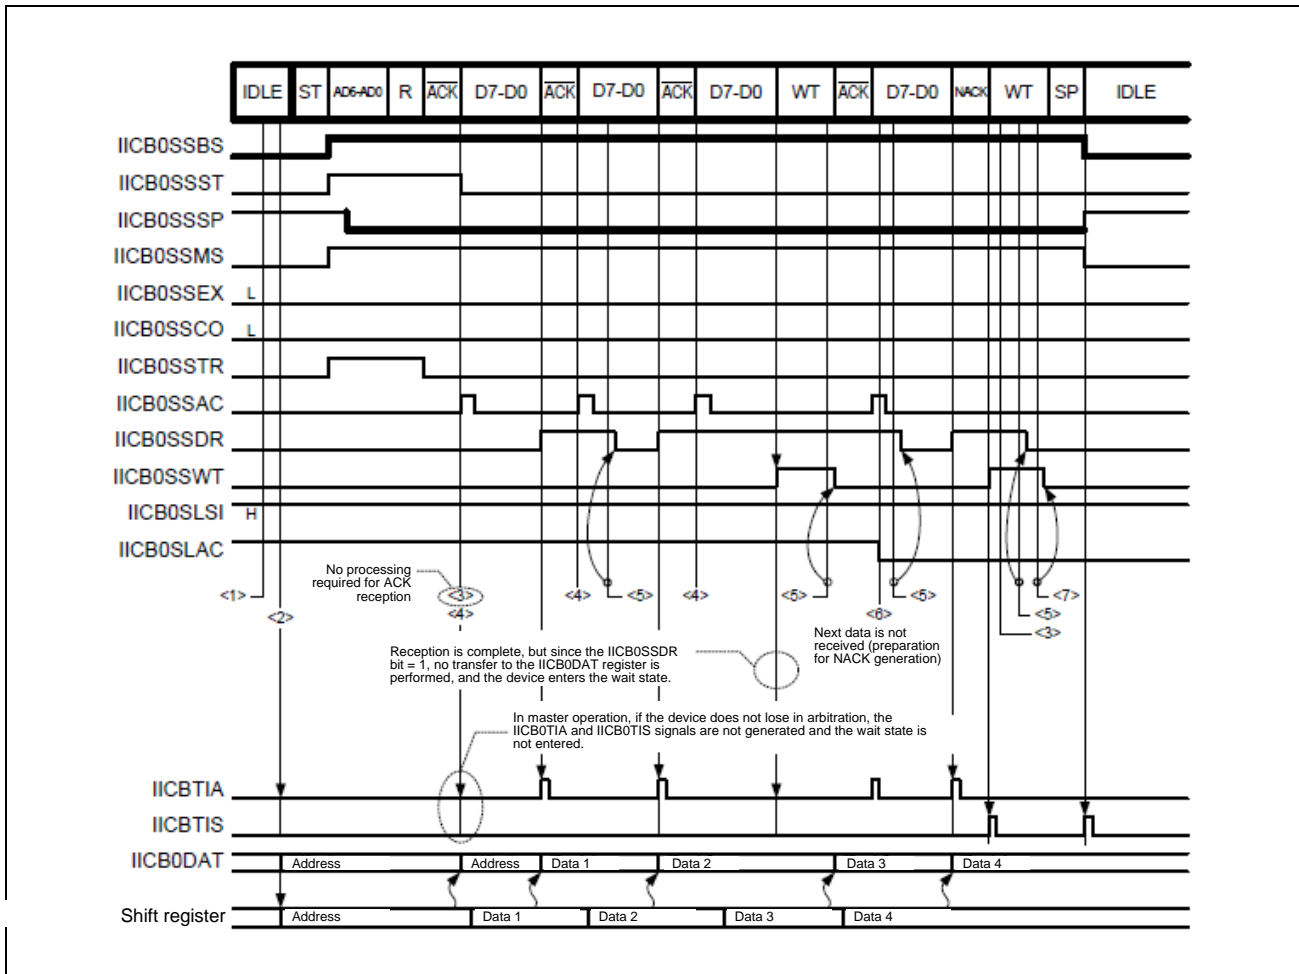 IDLE ST AD6-AD0 R ACK D7-D0 ACK D7-D0 ACK D7-D0 WT ACK D7-D0 NACK WT SP IDLE
IICB0SSBS
IICB0SSST
IICB0SSSP
IICB0SSMS
IICB0SSEX L
IICB0SSCO L
IICB0SSTR
IICB0SSAC
IICB0SSDR
IICB0SSWT
IICB0SLSI H
IICB0SLAC
No processing
required for ACK
reception
<1> <3> <4> <5> <4> <5> <5> <7>
<2> <4> <6> <5>
<3>
Next data is not
received (preparation
for NACK generation)
Reception is complete, but since the IICB0SSDR
bit = 1, no transfer to the IICB0DAT register is
performed, and the device enters the wait state.
In master operation, if the device does not lose in arbitration, the
IICB0TIA and IICB0TIS signals are not generated and the wait state is
not entered.
IICBTIA
IICBTIS
IICB0DAT Address Address Data 1 Data 2 Data 3 Data 4
Shift register Address Data 1 Data 2 Data 3 Data 4